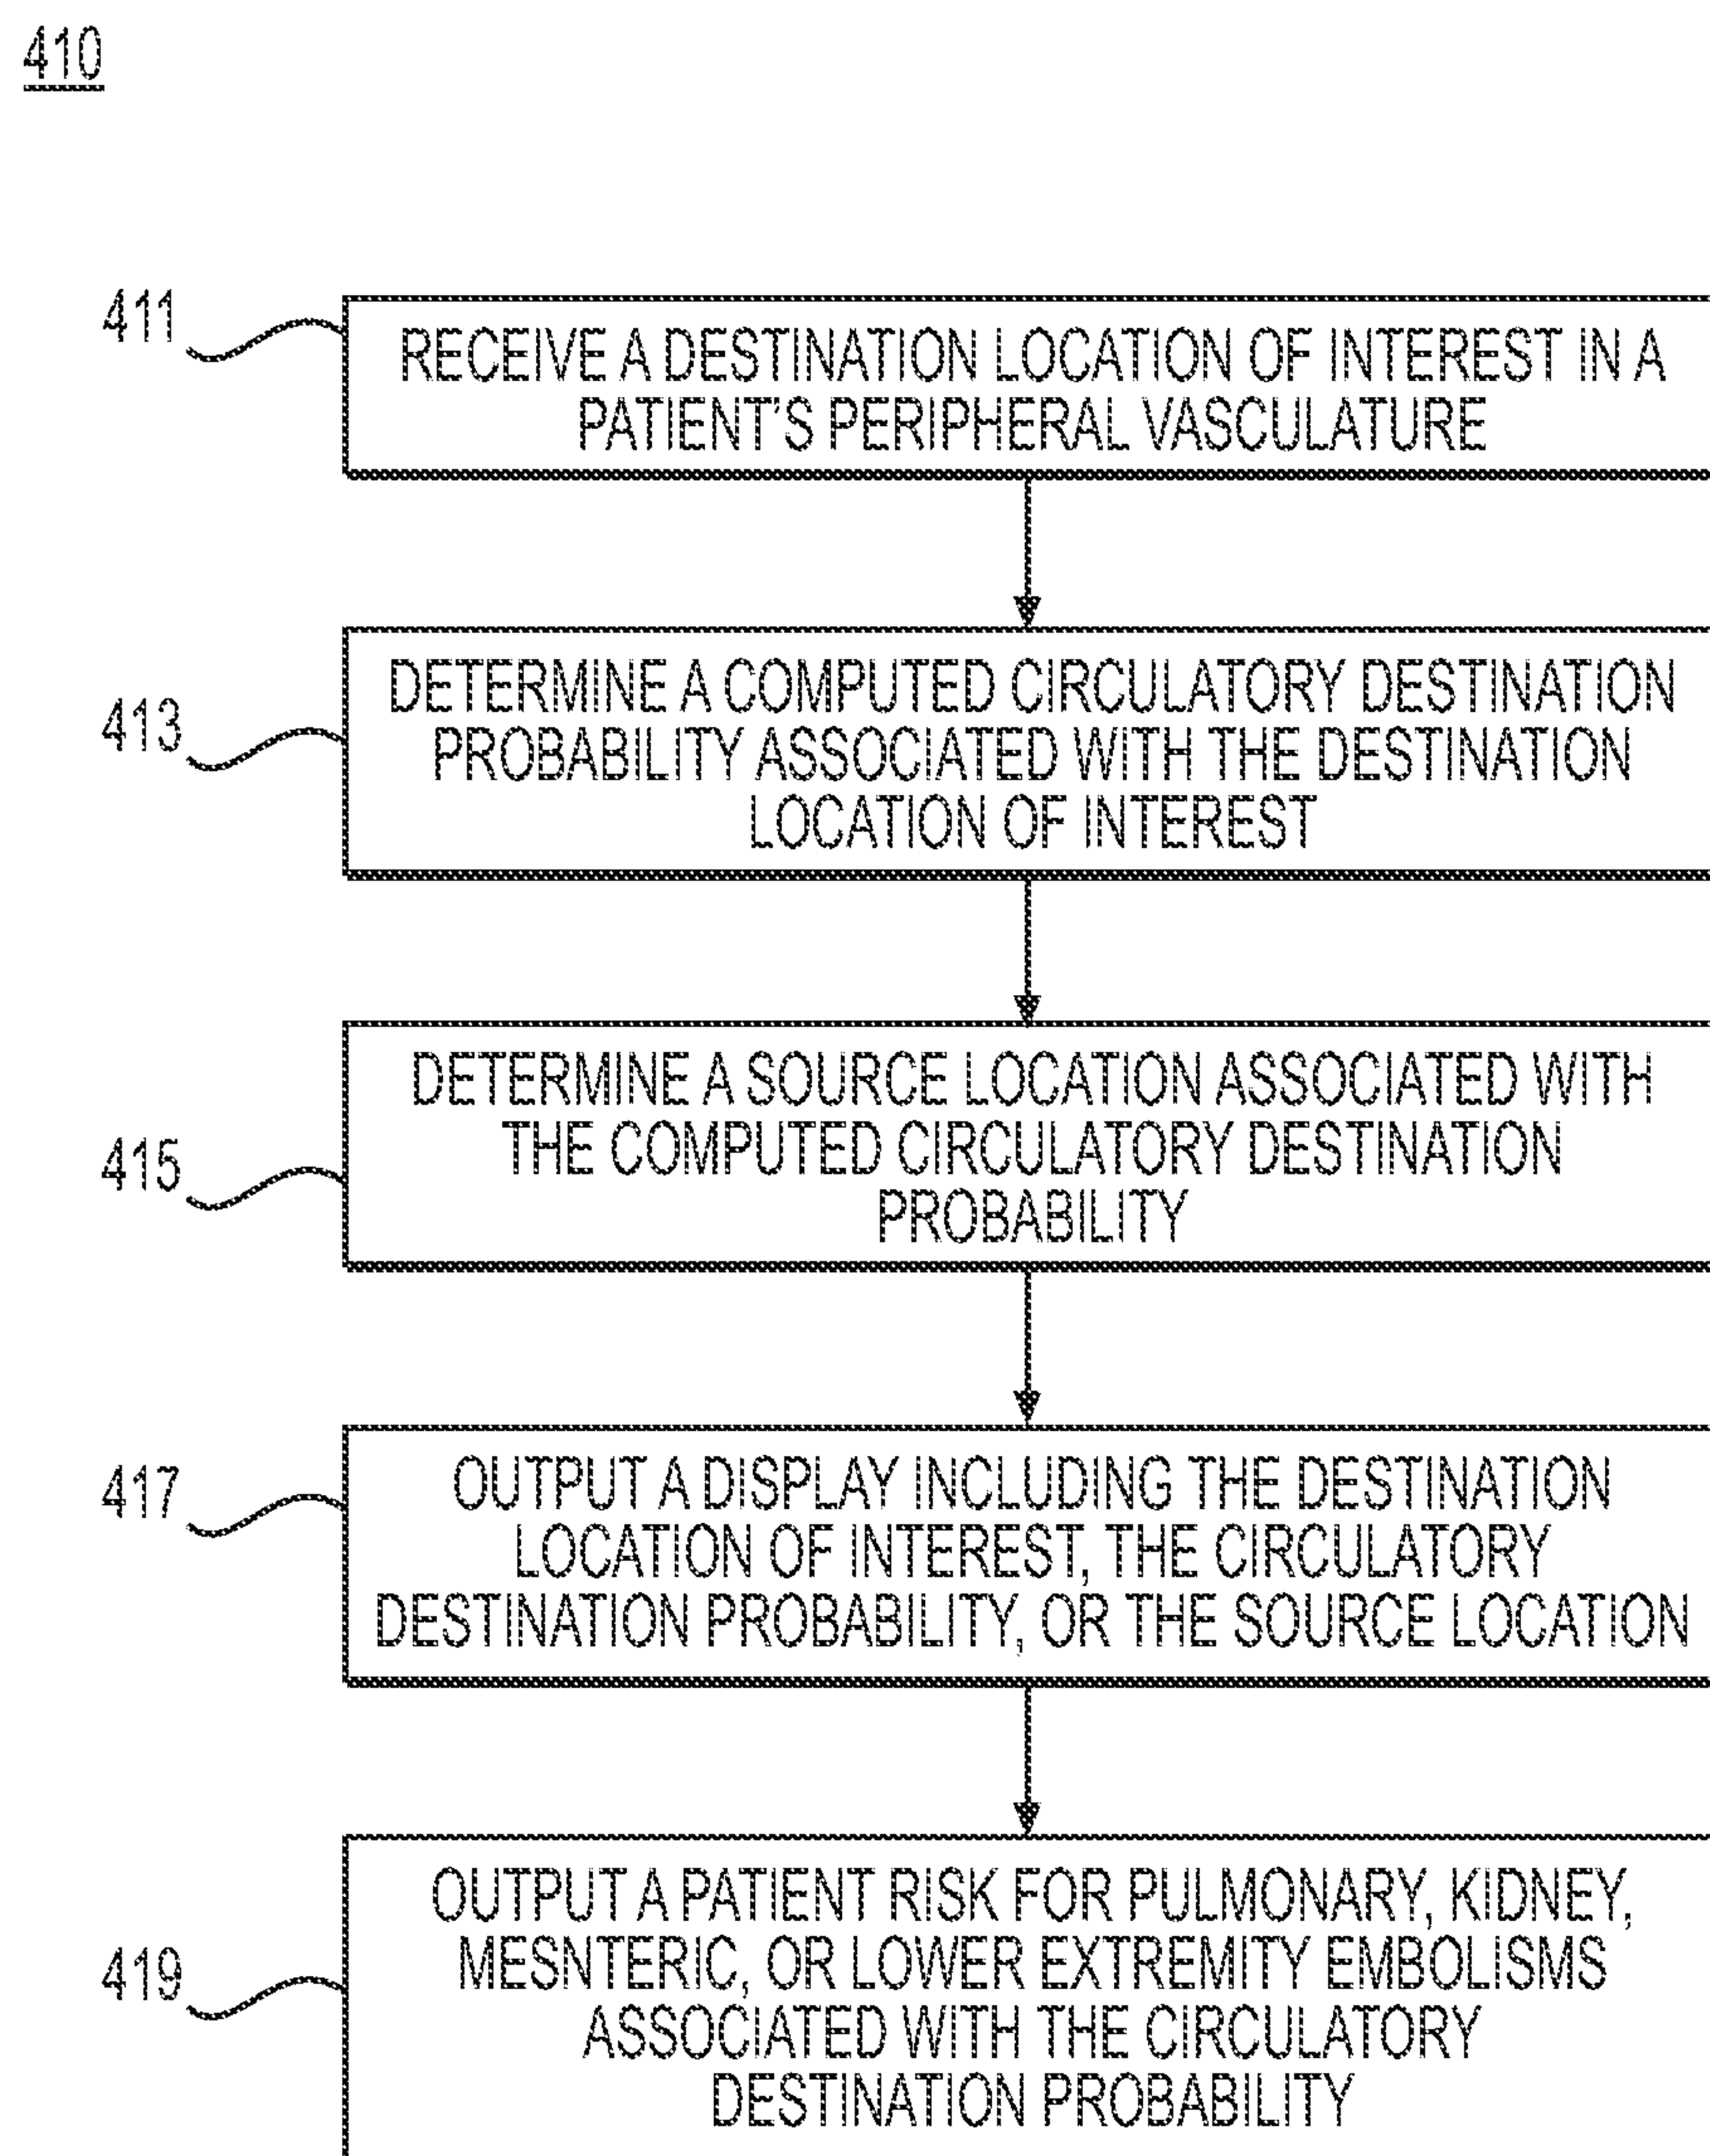 410
411
RECEIVE A DESTINATION LOCATION OF INTEREST IN A
PATIENT'S PERIPHERAL VASCULATURE
413
DETERMINE A COMPUTED CIRCULATORY DESTINATION
PROBABILITY ASSOCIATED WITH THE DESTINATION
LOCATION OF INTEREST
415
DETERMINE A SOURCE LOCATION ASSOCIATED WITH
THE COMPUTED CIRCULATORY DESTINATION
PROBABILITY
417
OUTPUT A DISPLAY INCLUDING THE DESTINATION
LOCATION OF INTEREST, THE CIRCULATORY
DESTINATION PROBABILITY, OR THE SOURCE LOCATION
419
OUTPUT A PATIENT RISK FOR PULMONARY, KIDNEY,
MESNTERIC, OR LOWER EXTREMITY EMBOLISMS
ASSOCIATED WITH THE CIRCULATORY
DESTINATION PROBABILITY